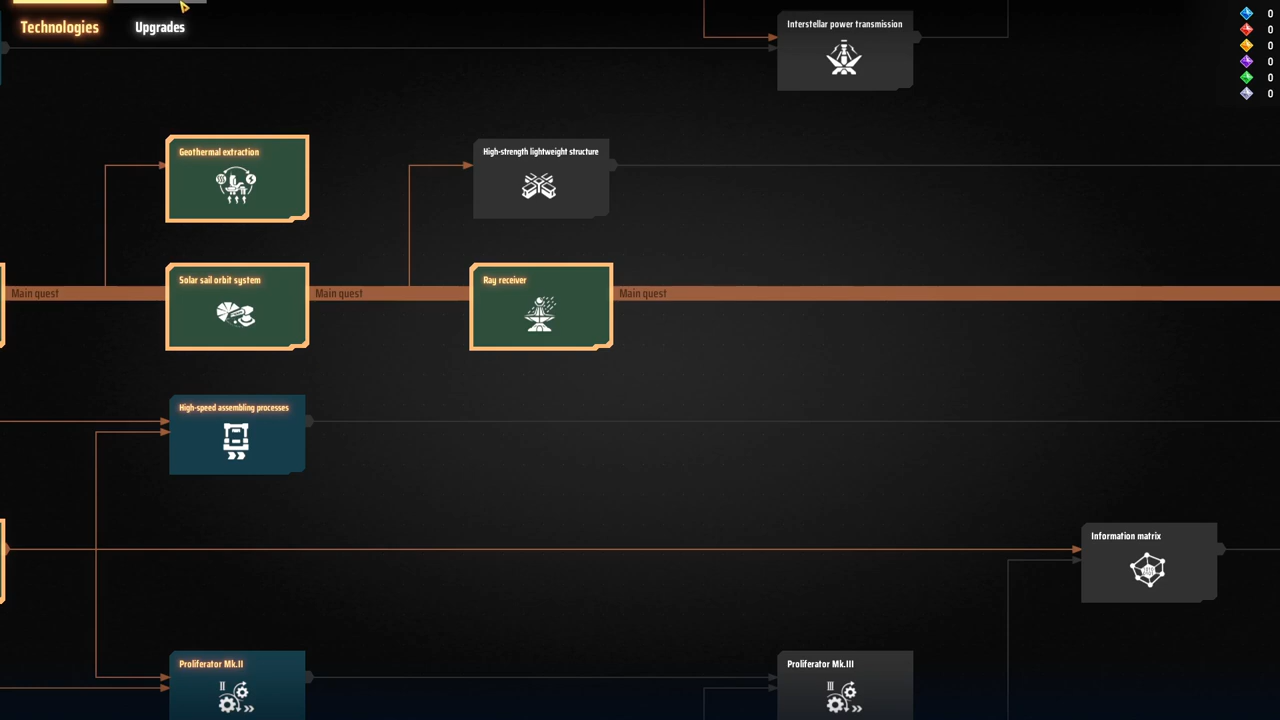 Technologies
Upgrades
Interstellar power transmission
0
0
0
0
0
0
Geothermal extraction
High-strength lightweight structure
Solar sail orbit system
Ray receiver
Main quest
Main quest
Main quest
High-speed assembling processes
Information matrix
Proliferator Mk.II
Proliferator Mk.III
II
III